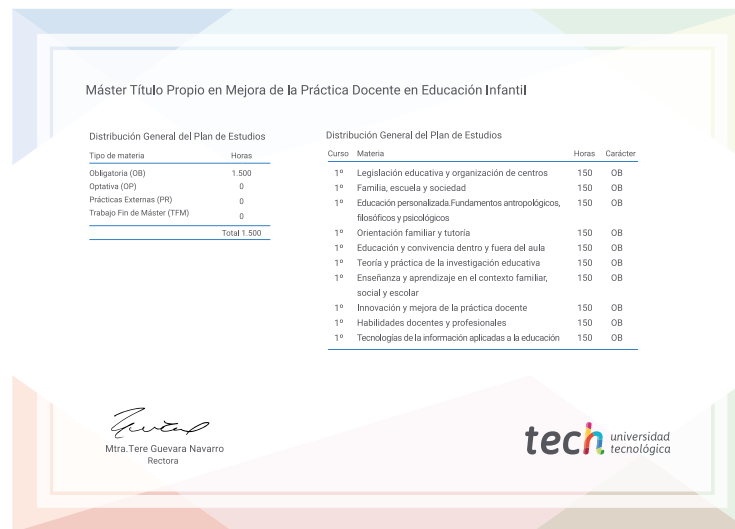 Máster Título Propio en Mejora de la Práctica Docente en Educación Infantil
Distribución General del Plan de Estudios
Tipo de materia Horas
Obligatoria (OB) 1.500
Optativa (OP) 0
Prácticas Externas (PR) 0
Trabajo Fin de Máster (TFM) 0
Total 1.500
Distribución General del Plan de Estudios
Curso Materia Horas Carácter
1º Legislación educativa y organización de centros 150 OB
1º Familia, escuela y sociedad 150 OB
1º Educación personalizada.Fundamentos antropológicos, 150 OB
filosóficos y psicológicos
1º Orientación familiar y tutoría 150 OB
1º Educación y convivencia dentro y fuera del aula 150 OB
1º Teoría y práctica de la investigación educativa 150 OB
1º Enseñanza y aprendizaje en el contexto familiar, 150 OB
social y escolar
1º Innovación y mejora de la práctica docente 150 OB
1º Habilidades docentes y profesionales 150 OB
1º Tecnologías de la información aplicadas a la educación 150 OB
Mtra.Tere Guevara Navarro
Rectora
tech universidad
tecnológica